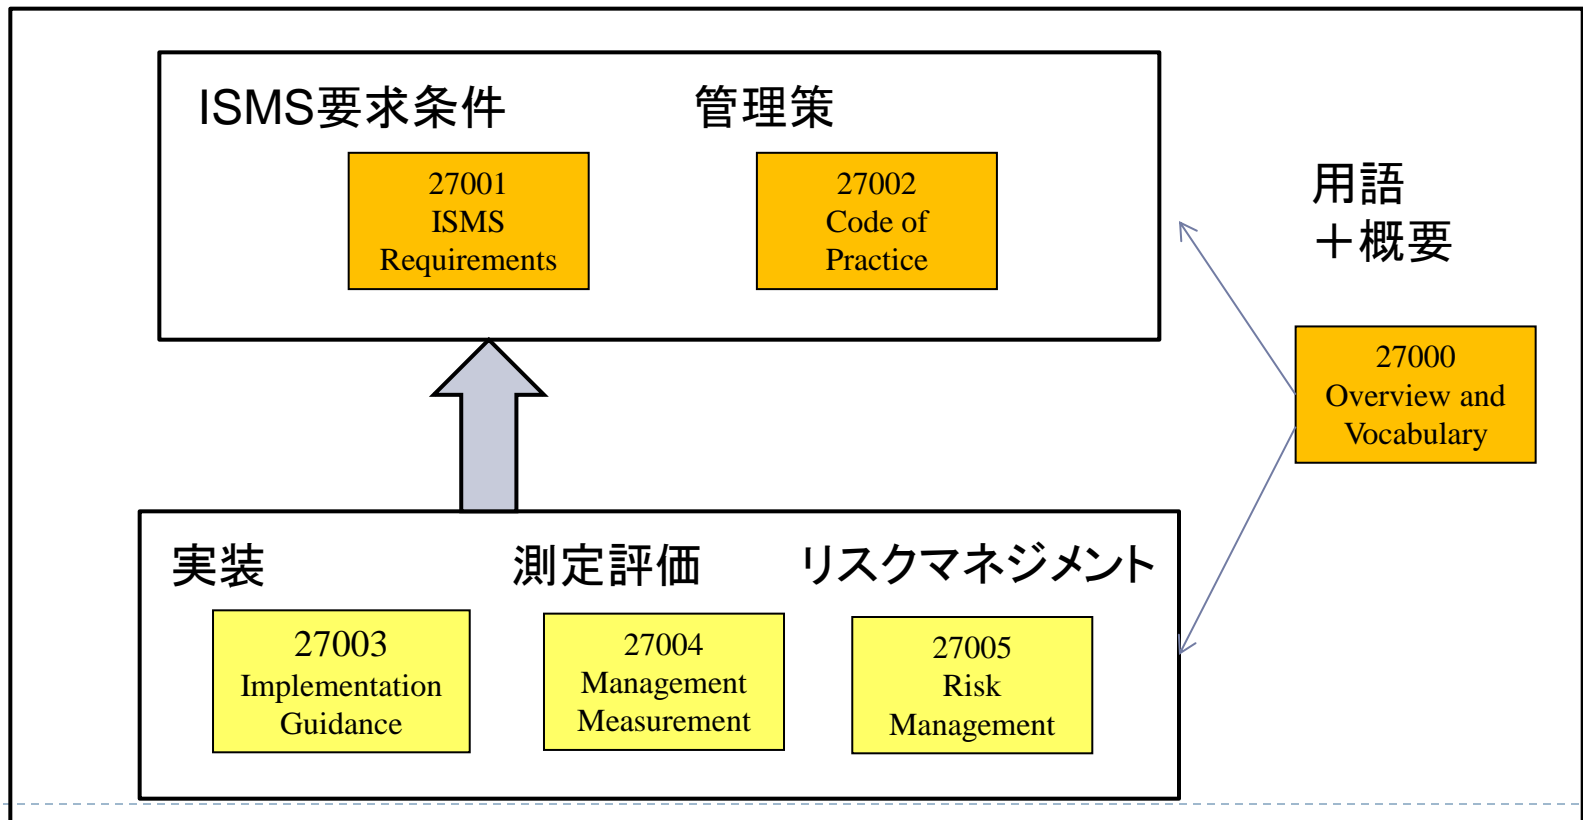 ISMS要求条件
管理策
27001
ISMS
Requirements
27002
Code of
Practice
用語
＋概要
27000
Overview and
Vocabulary
実装
測定評価
リスクマネジメント
27003
Implementation
Guidance
27004
Management
Measurement
27005
Risk
Management